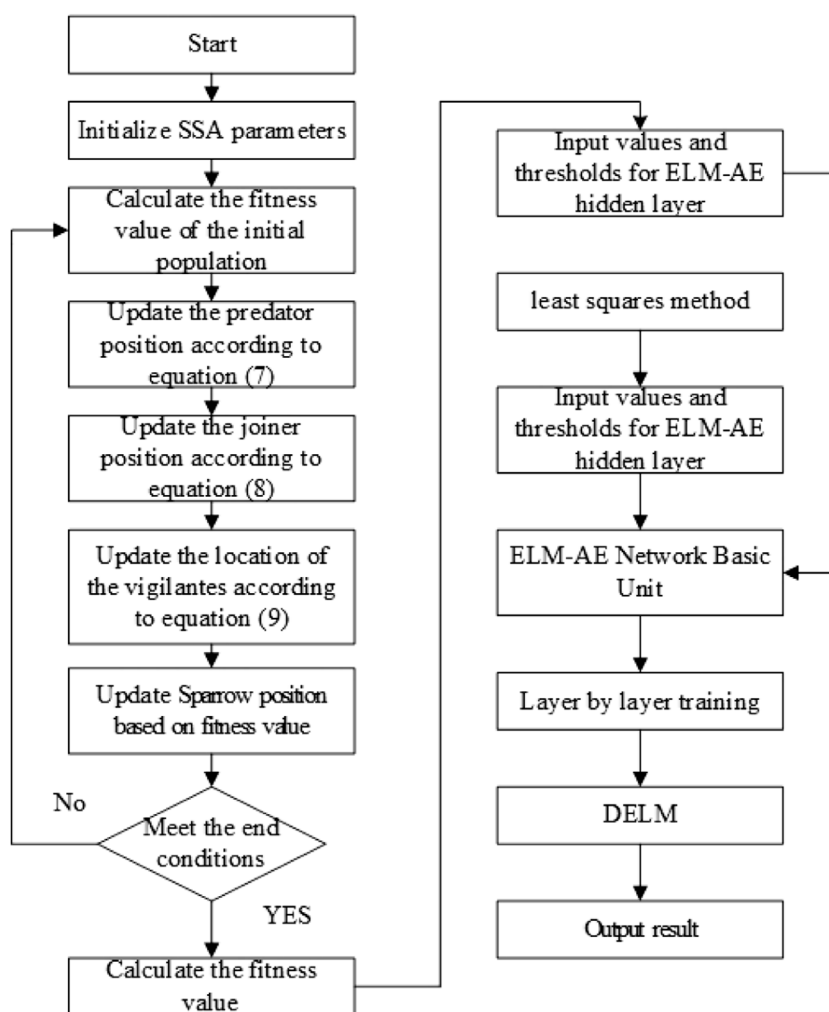 Start
Initialize SSA parameters
Calculate the fitness
value of the initial
population
Update the predator
position according to
equation (7)
Update the joiner
position according to
equation (8)
Update the location of
the vigilantes according
to equation (9)
Update Sparrow position
based on fitness value
No
Meet the end
conditions
YES
Calculate the fitness
value
Input values and
thresholds for ELM-AE
hidden layer
least squares method
Input values and
thresholds for ELM-AE
hidden layer
ELM-AE Network Basic
Unit
Layer by layer training
DELM
Output result